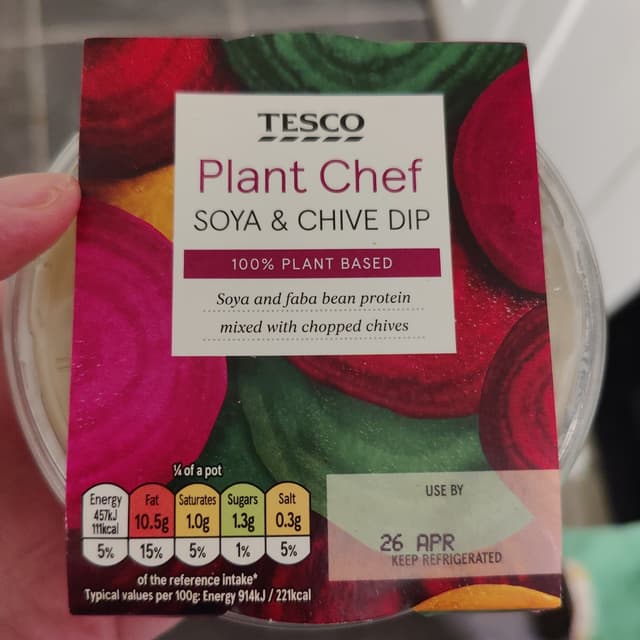 TESCO
Plant Chef
SOYA & CHIVE DIP
100% PLANT BASED
Soya and faba bean protein
mixed with chopped chives
¼ of a pot
Energy 457kJ 111kcal 5%
Fat 10.5g 15%
Saturates 1.0g 5%
Sugars 1.3g 1%
Salt 0.3g 5%
of the reference intake*
Typical values per 100g: Energy 914kJ / 221kcal
USE BY
26 APR
KEEP REFRIGERATED